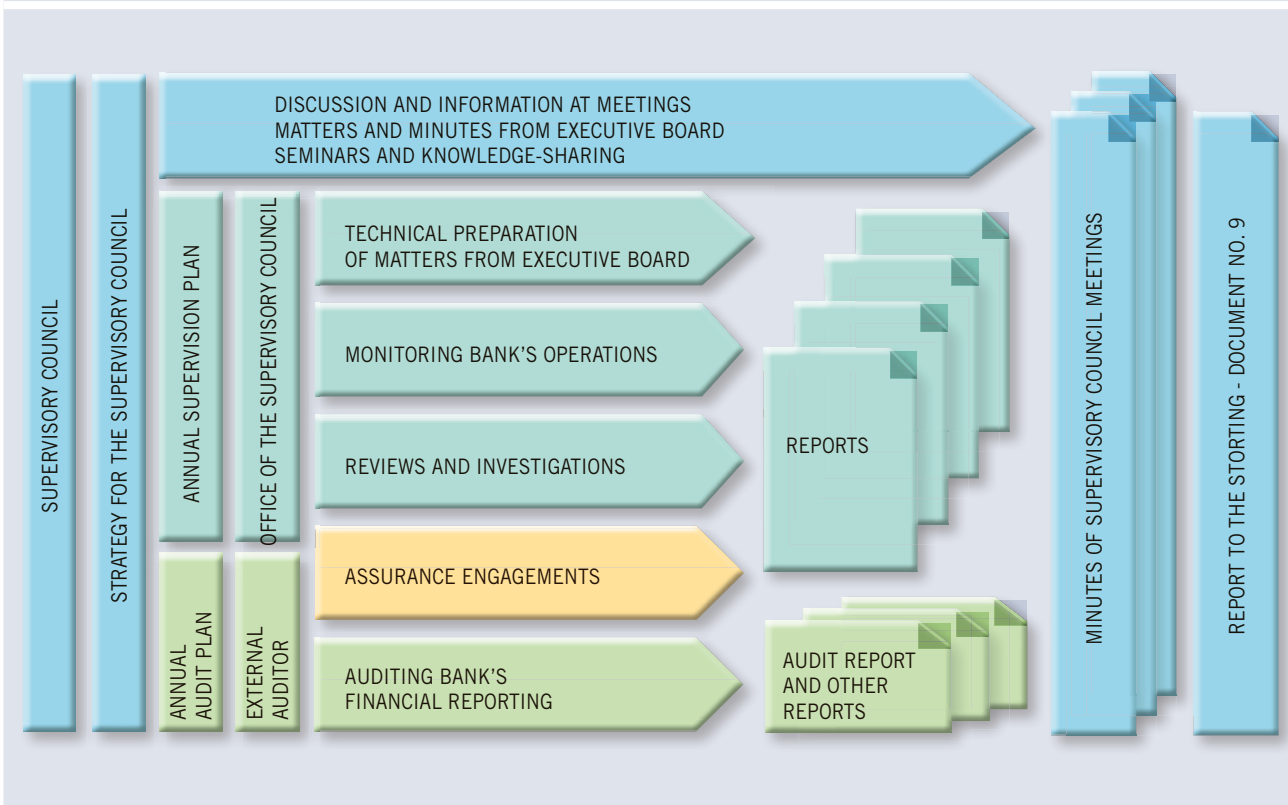 SUPERVISORY COUNCIL
STRATEGY FOR THE SUPERVISORY COUNCIL
DISCUSSION AND INFORMATION AT MEETINGS
MATTERS AND MINUTES FROM EXECUTIVE BOARD
SEMINARS AND KNOWLEDGE-SHARING
ANNUAL SUPERVISION PLAN
OFFICE OF THE SUPERVISORY COUNCIL
TECHNICAL PREPARATION
OF MATTERS FROM EXECUTIVE BOARD
MONITORING BANK'S OPERATIONS
REVIEWS AND INVESTIGATIONS
REPORTS
ANNUAL
AUDIT PLAN
EXTERNAL
AUDITOR
ASSURANCE ENGAGEMENTS
AUDITING BANK'S
FINANCIAL REPORTING
AUDIT REPORT
AND OTHER
REPORTS
MINUTES OF SUPERVISORY COUNCIL MEETINGS
REPORT TO THE STORTING - DOCUMENT NO. 9